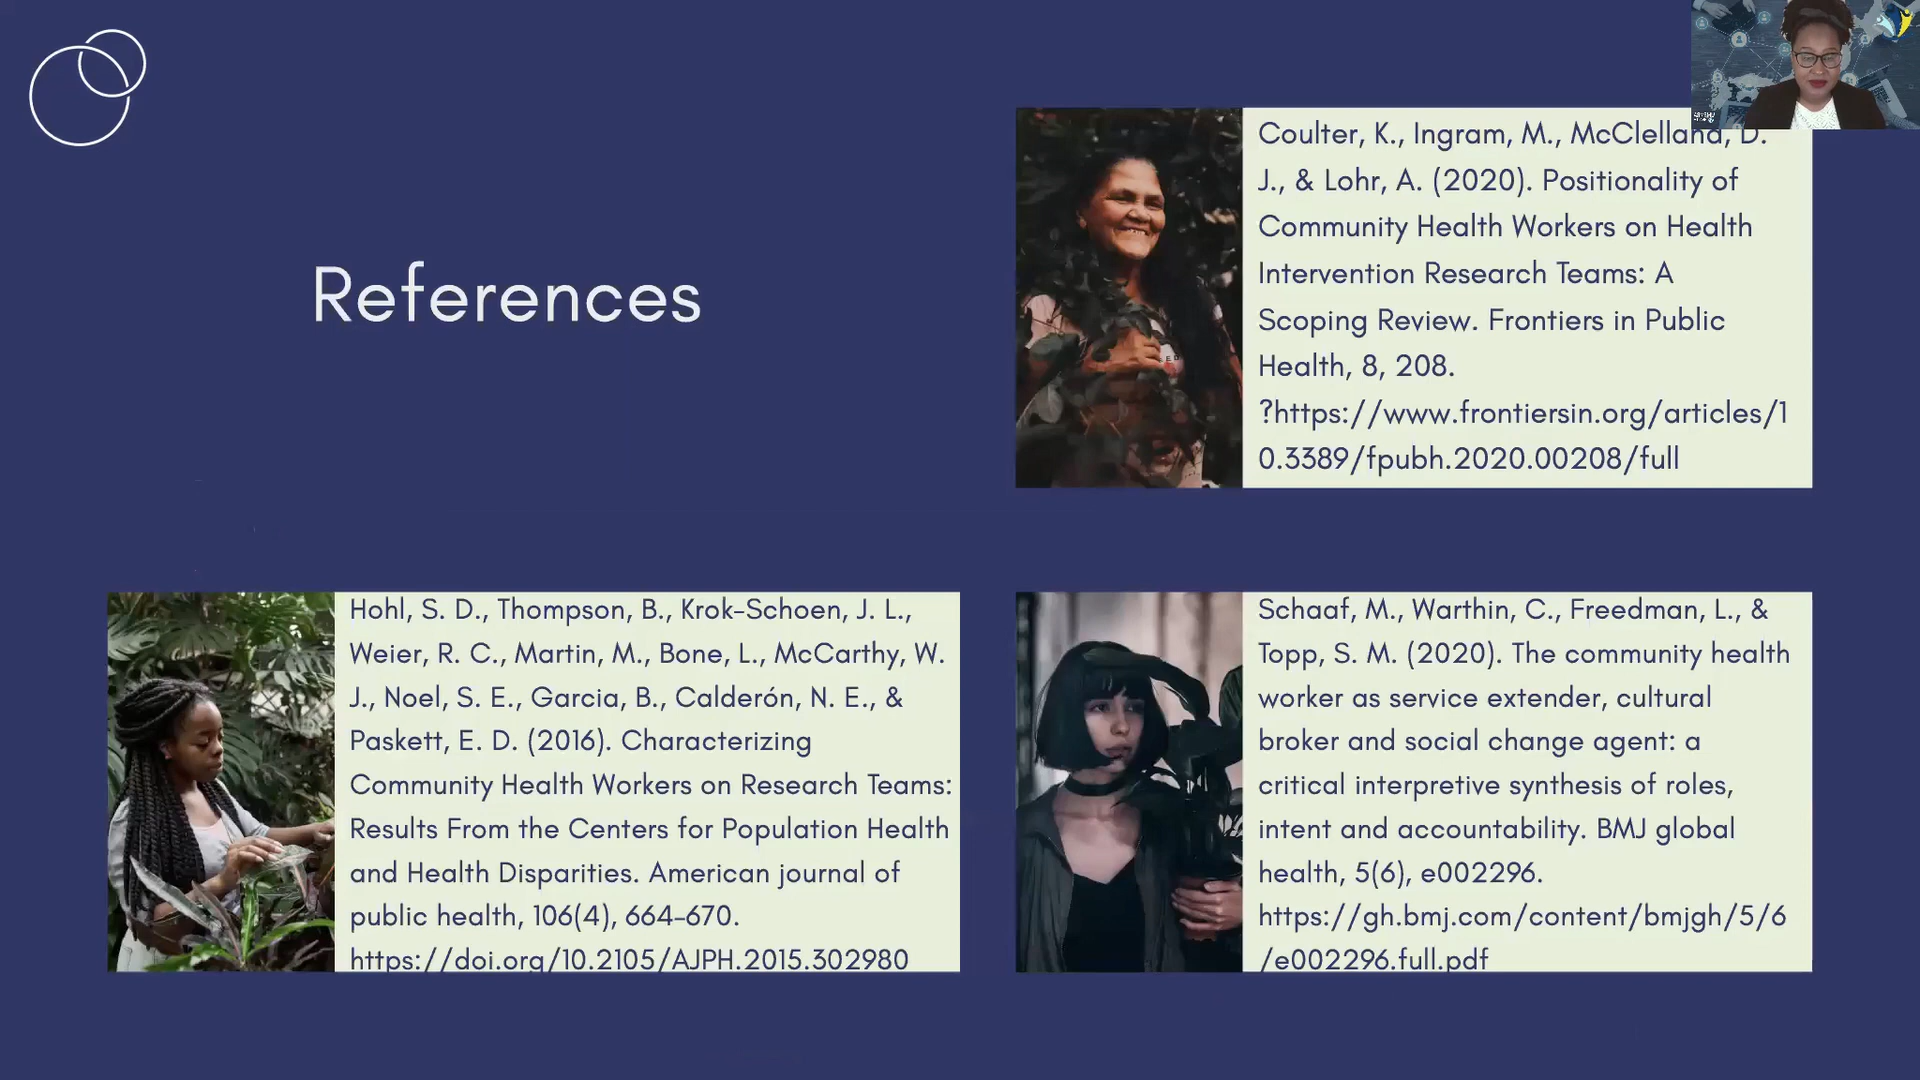 References
Coulter, K., Ingram, M., McClelland, D.
J., & Lohr, A. (2020). Positionality of
Community Health Workers on Health
Intervention Research Teams: A
Scoping Review. Frontiers in Public
Health, 8, 208.
?https://www.frontiersin.org/articles/1
0.3389/fpubh.2020.00208/full
Hohl, S. D., Thompson, B., Krok-Schoen, J. L.,
Weier, R. C., Martin, M., Bone, L., McCarthy, W.
J., Noel, S. E., Garcia, B., Calderón, N. E., &
Paskett, E. D. (2016). Characterizing
Community Health Workers on Research Teams:
Results From the Centers for Population Health
and Health Disparities. American journal of
public health, 106(4), 664-670.
https://doi.org/10.2105/AJPH.2015.302980
Schaaf, M., Warthin, C., Freedman, L., &
Topp, S. M. (2020). The community health
worker as service extender, cultural
broker and social change agent: a
critical interpretive synthesis of roles,
intent and accountability. BMJ global
health, 5(6), e002296.
https://gh.bmj.com/content/bmjgh/5/6
/e002296.full.pdf